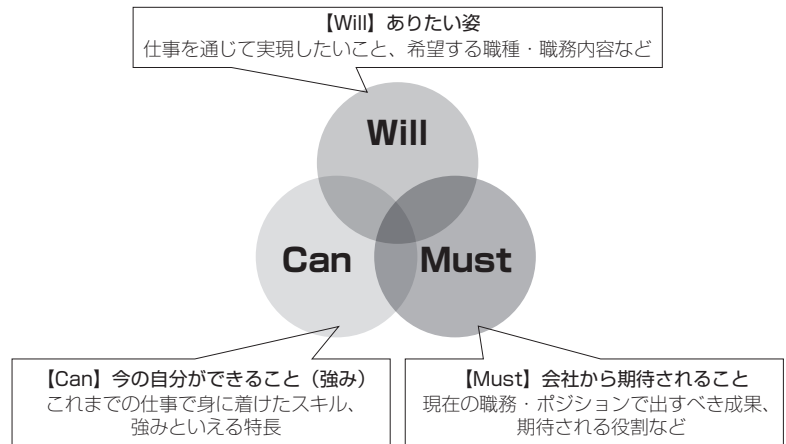 【Will】ありたい姿
仕事を通じて実現したいこと、希望する職種・職務内容など
Will
Can
Must
【Can】今の自分ができること（強み）
これまでの仕事で身に着けたスキル、
強みといえる特長
【Must】会社から期待されること
現在の職務・ポジションで出すべき成果、
期待される役割など